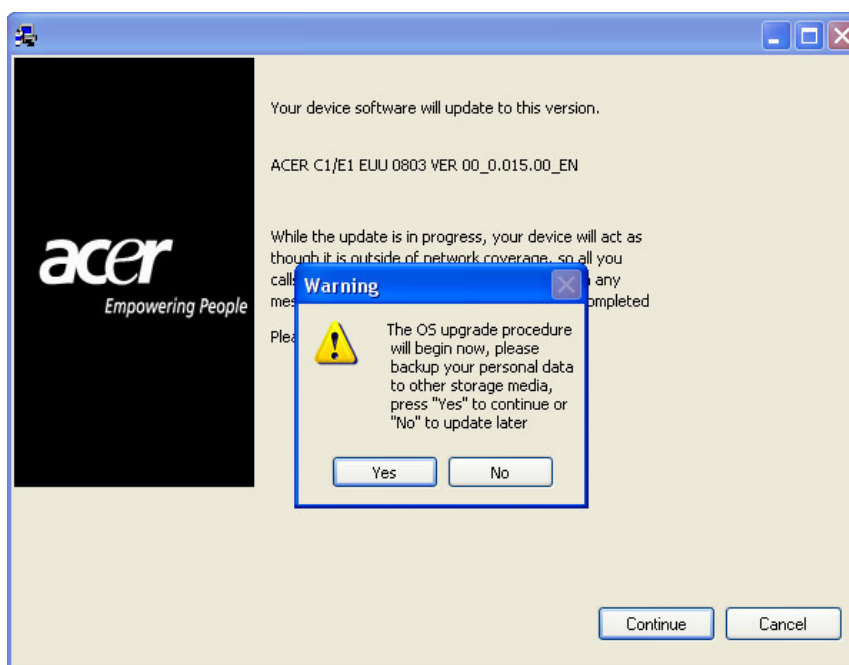 Your device software will update to this version.
ACER C1/E1 EUU 0803 VER 00_0.015.00_EN
While the update is in progress, your device will act as
though it is outside of network coverage, so all you
call
any
mes
ompleted
Plea
acer
Empowering People
Warning
The OS upgrade procedure
will begin now, please
backup your personal data
to other storage media,
press "Yes" to continue or
"No" to update later
Yes
No
Continue
Cancel